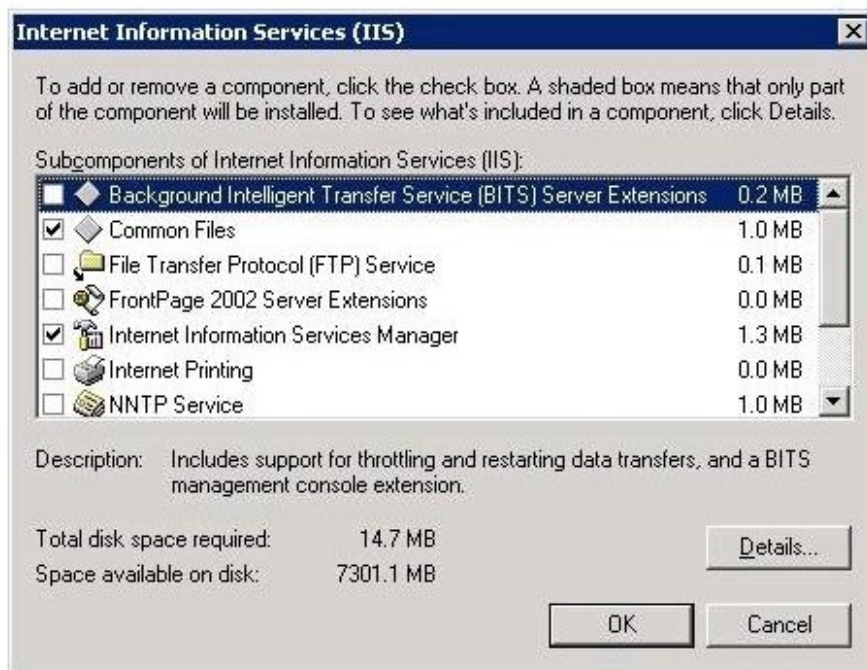 Internet Information Services (IIS)
To add or remove a component, click the check box. A shaded box means that only part
of the component will be installed. To see what's included in a component, click Details.
Subcomponents of Internet Information Services (IIS):
Background Intelligent Transfer Service (BITS) Server Extensions 0.2 MB
Common Files 1.0 MB
File Transfer Protocol (FTP) Service 0.1 MB
FrontPage 2002 Server Extensions 0.0 MB
Internet Information Services Manager 1.3 MB
Internet Printing 0.0 MB
NNTP Service 1.0 MB
Description: Includes support for throttling and restarting data transfers, and a BITS
management console extension.
Total disk space required: 14.7 MB
Space available on disk: 7301.1 MB
Details...
OK Cancel